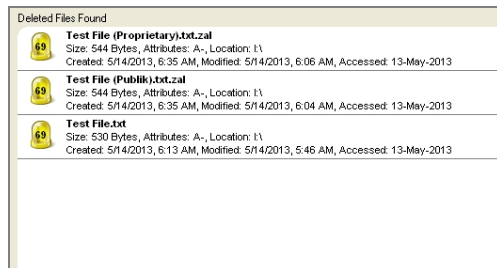 Deleted Files Found
Test File (Proprietary).txt.zal
69
Size: 544 Bytes, Attributes: A-, Location: I:\
Created: 5/14/2013, 6:35 AM, Modified: 5/14/2013, 6:06 AM, Accessed: 13-May-2013
Test File (Publik).txt.zal
69
Size: 544 Bytes, Attributes: A-, Location: I:\
Created: 5/14/2013, 6:35 AM, Modified: 5/14/2013, 6:04 AM, Accessed: 13-May-2013
Test File.txt
69
Size: 530 Bytes, Attributes: A-, Location: I:\
Created: 5/14/2013, 6:13 AM, Modified: 5/14/2013, 5:46 AM, Accessed: 13-May-2013